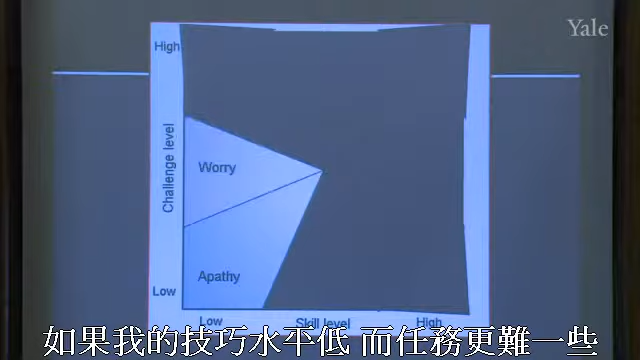 Yale
High
Challenge level
Worry
Apathy
Low
Low
Skill level
High
如果我的技巧水平低 而任務更難一些